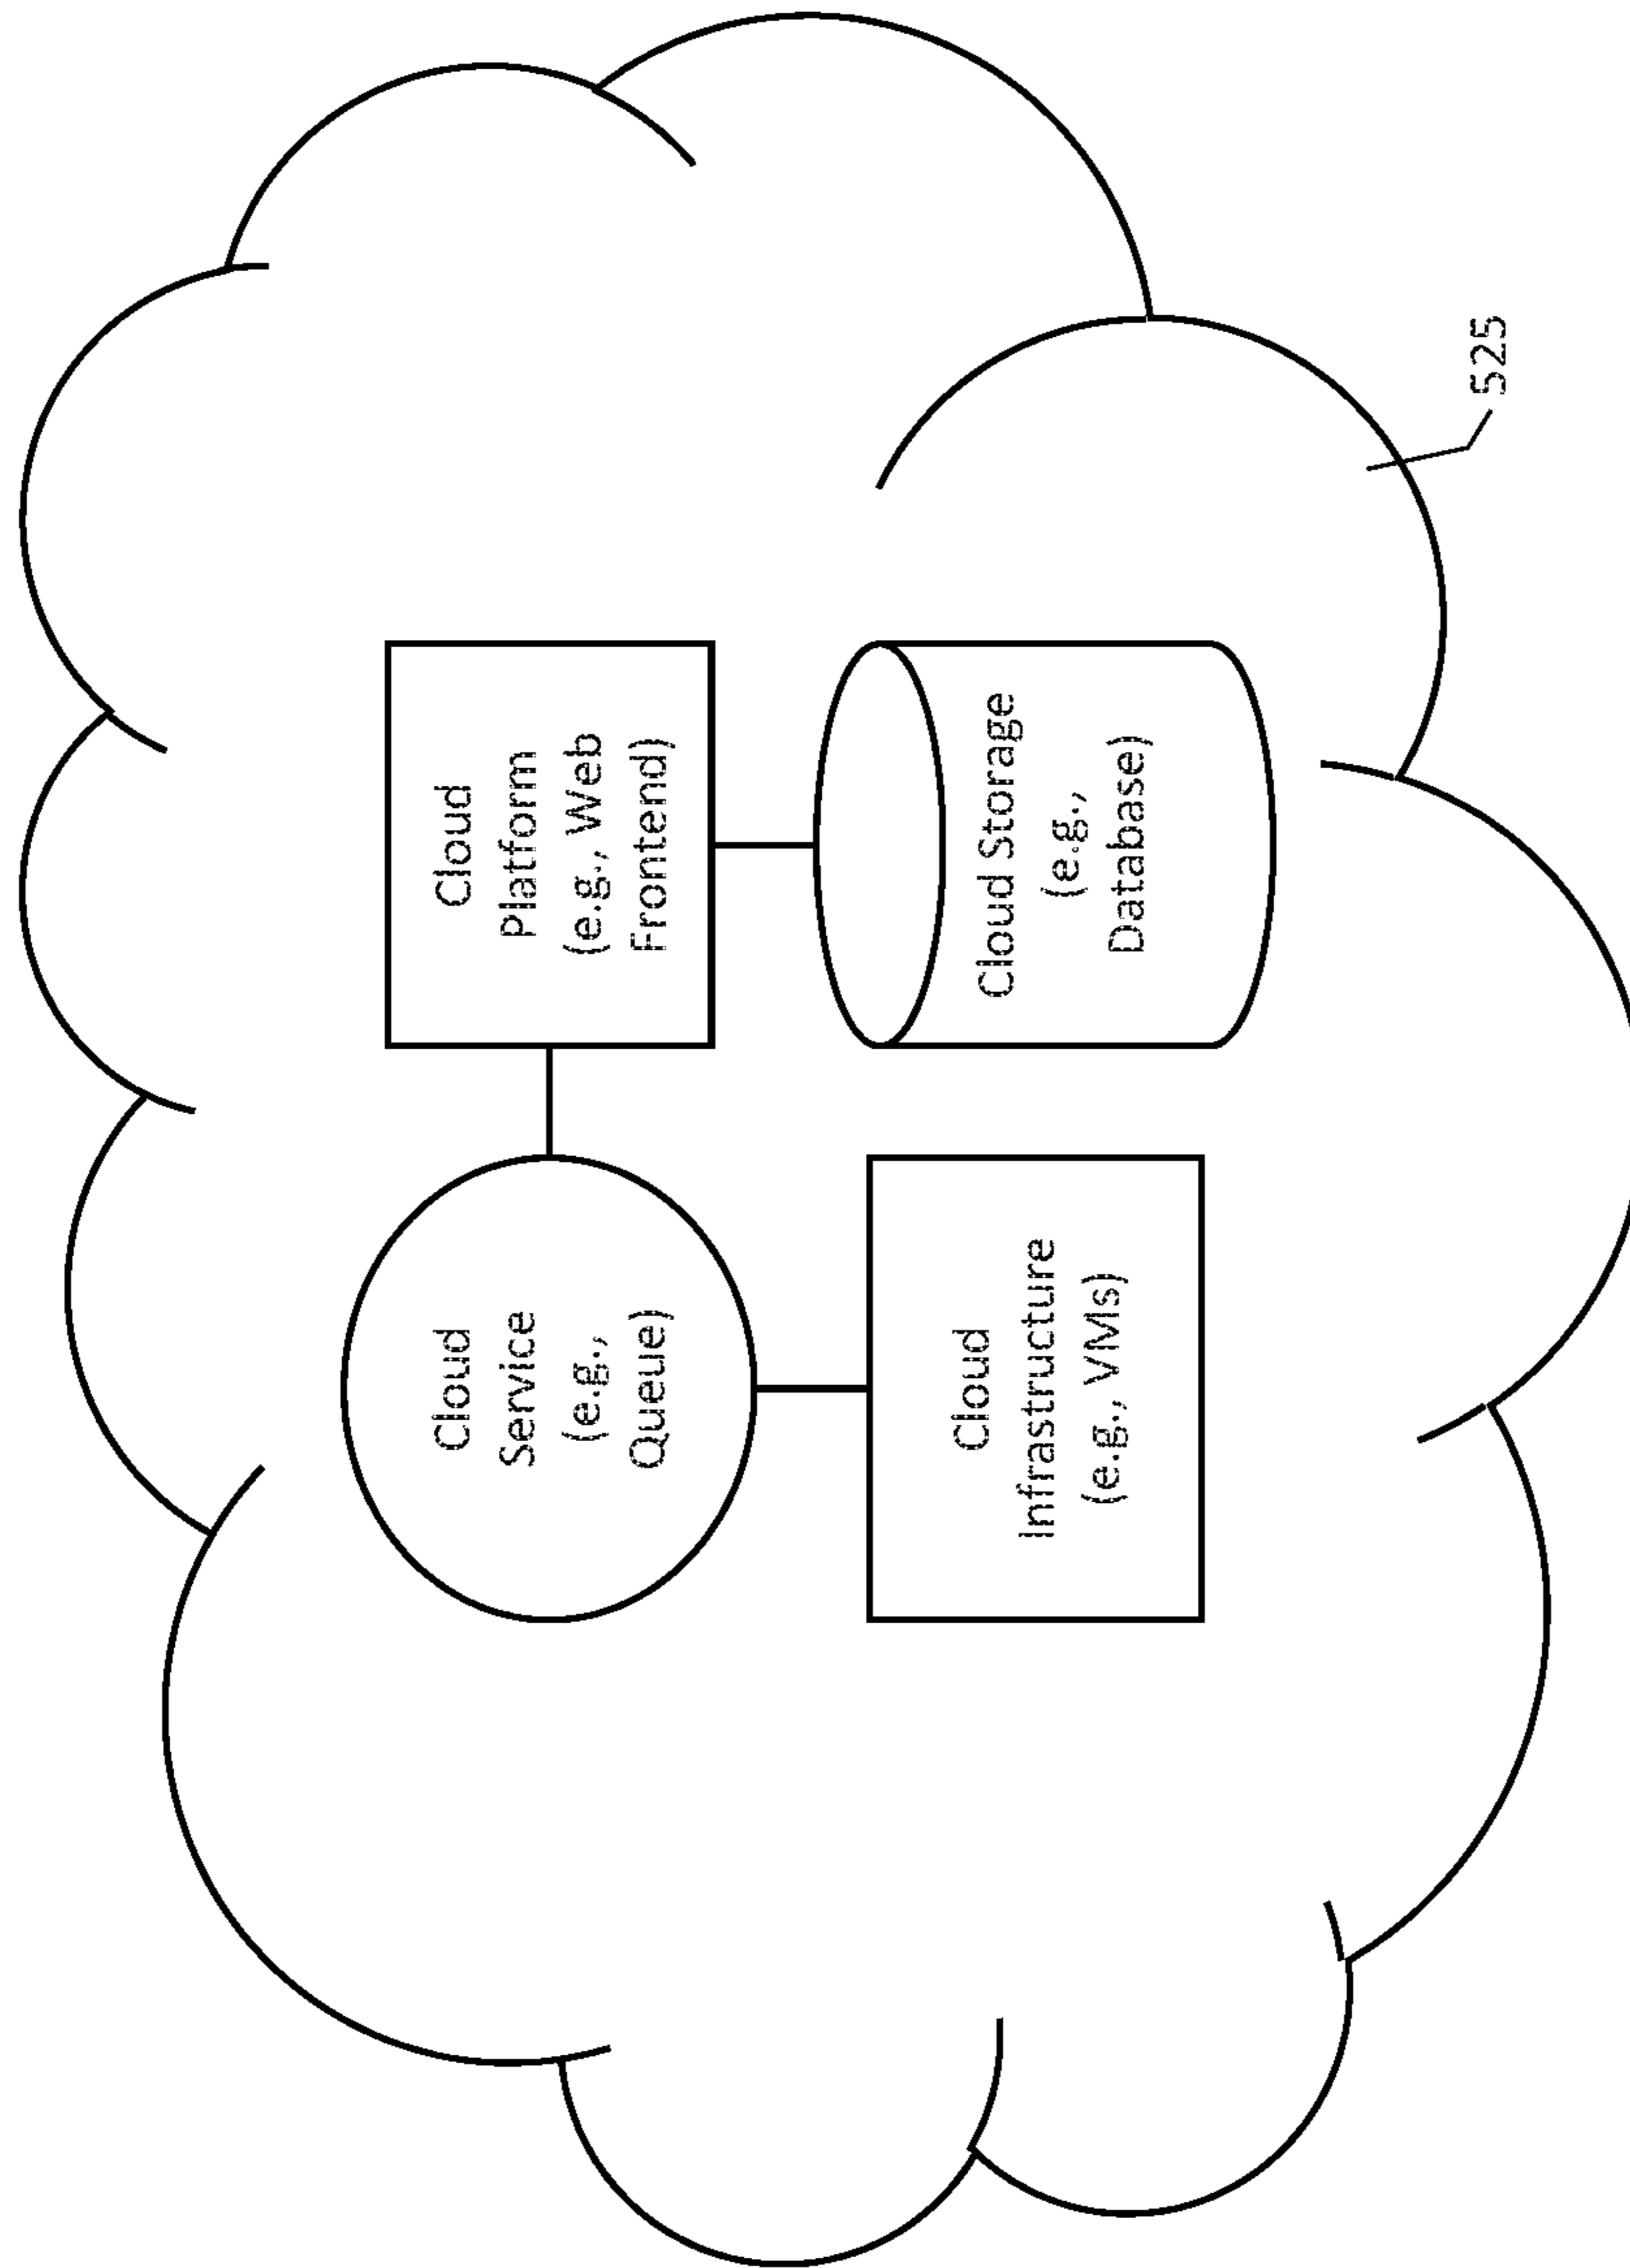 Cloud
Service
(e.g.,
Queue)
Cloud
Platform
(e.g., Web
Frontend)
Cloud
Infrastructure
(e.g., VMs)
Cloud Storage
(e.g.,
Database)
525